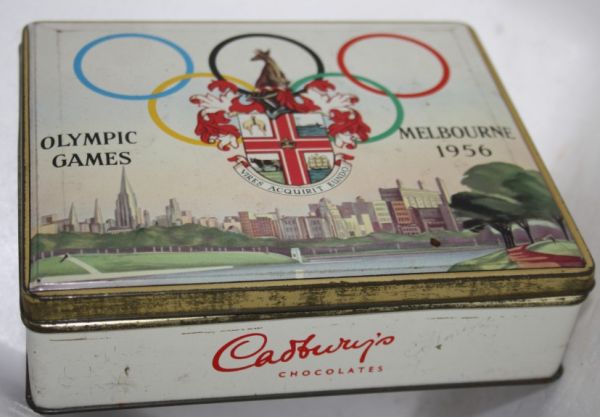 OLYMPIC
GAMES
MELBOURNE
1956
VIRES ACQUIRIT EUNDO
Cadbury's
CHOCOLATES